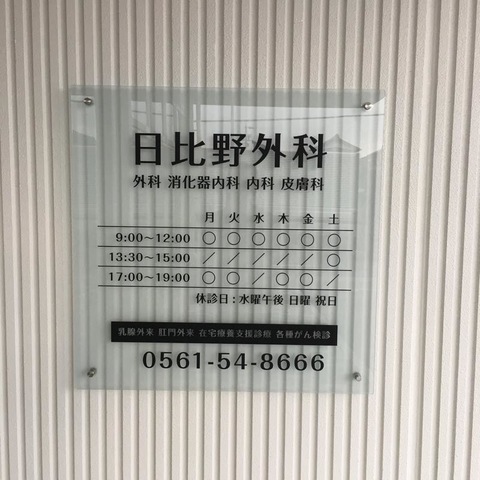 日比野外科
外科 消化器内科 内科 皮膚科
月 火 水 木 金 土
9:00~12:00 ○ ○ ○ ○ ○ ○
13:30~15:00 / / / / / ○
17:00~19:00 ○ ○ / ○ ○ /
休診日:水曜午後 日曜 祝日
乳腺外来 肛門外来 在宅療養支援診療 各種がん検診
0561-54-8666